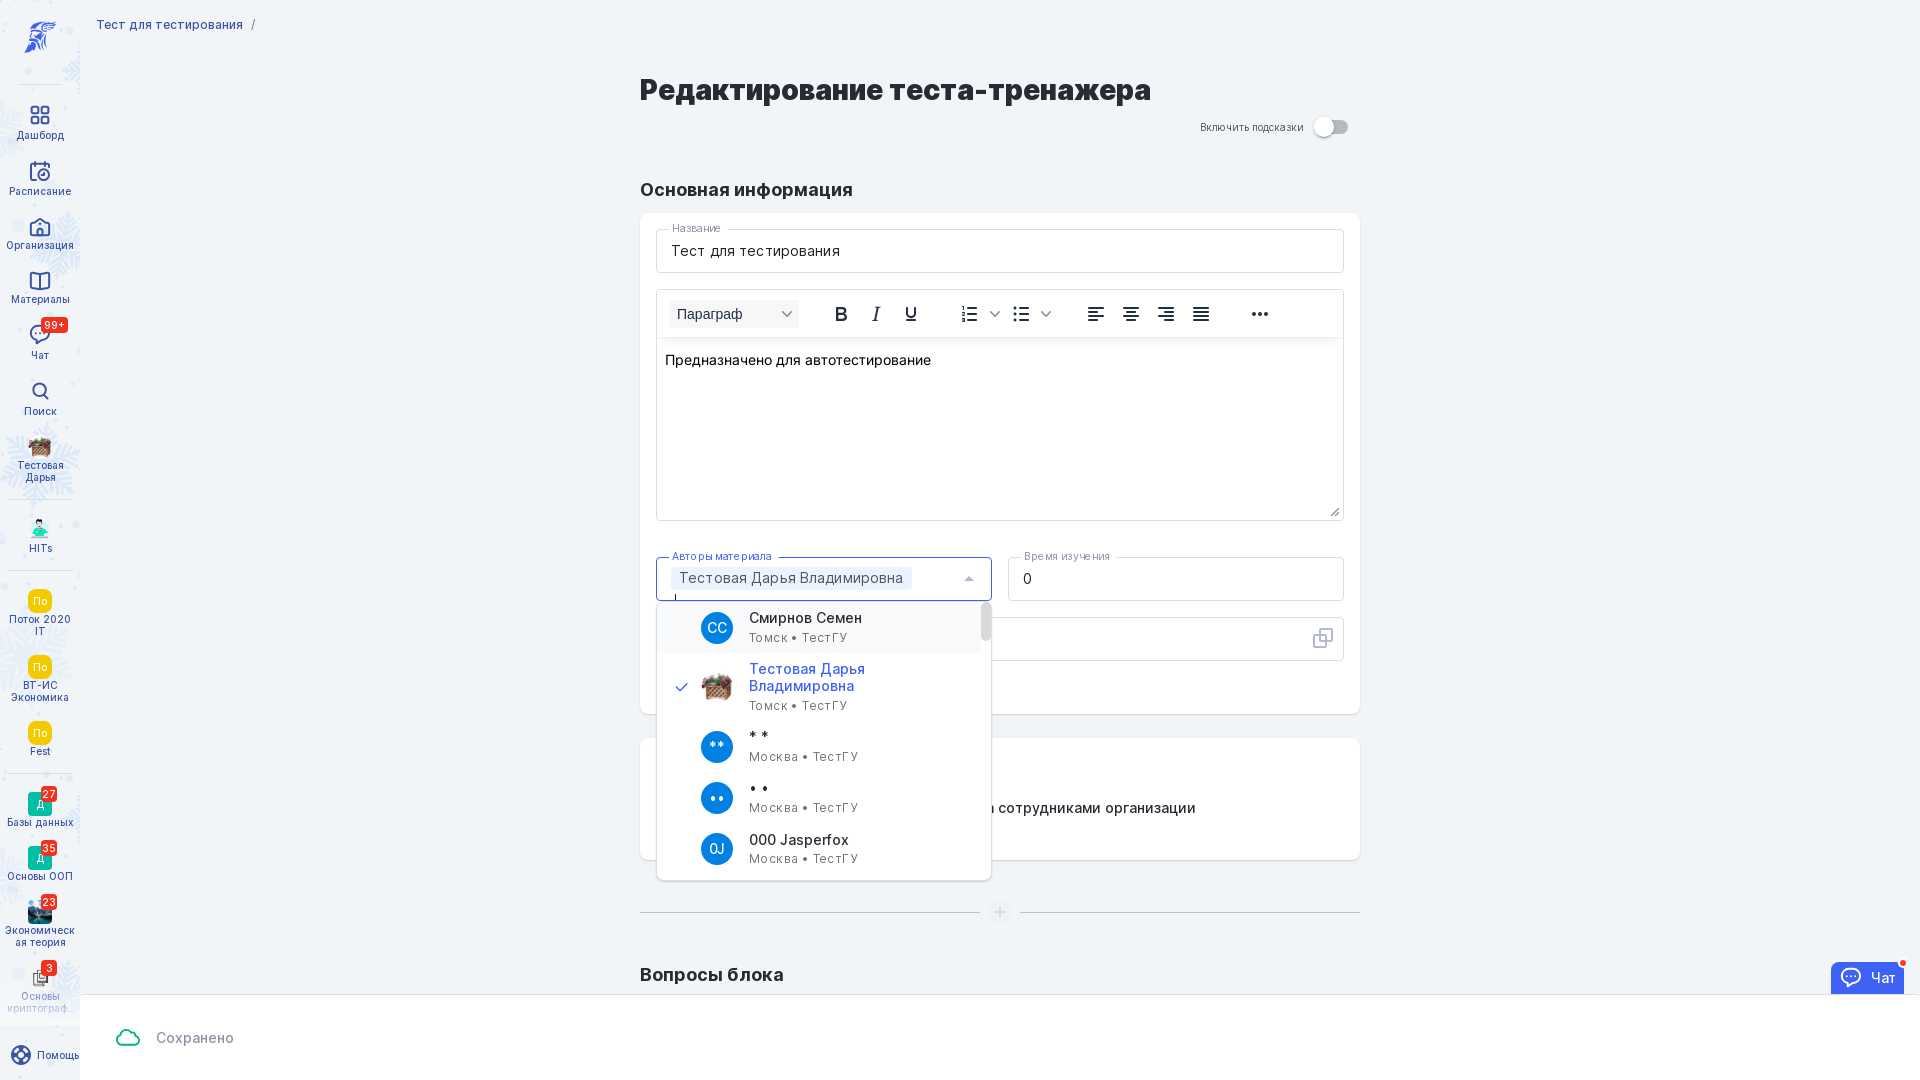 Тест для тестирования /
Редактирование теста-тренажера
Включить подсказки
Основная информация
Название
Тест для тестирования
Параграф
Предназначено для автотестирование
Авторы материала
Тестовая Дарья Владимировна
Время изучения
0
СС
Смирнов Семен
Томск • ТестГУ
Тестовая Дарья
Владимировна
Томск • ТестГУ
**
* *
Москва • ТестГУ
••
• •
Москва • ТестГУ
0J
000 Jasperfox
Москва • ТестГУ
сотрудниками организации
Вопросы блока
Сохранено
Чат
Дашборд
Расписание
Организация
Материалы
99+
Чат
Поиск
Тестовая
Дарья
HITs
По
Поток 2020
IT
По
ВТ-ИС
Экономика
По
Fest
27
Д
Базы данных
35
Д
Основы ООП
23
Экономическ
ая теория
3
Основы
криптограф...
Помощь